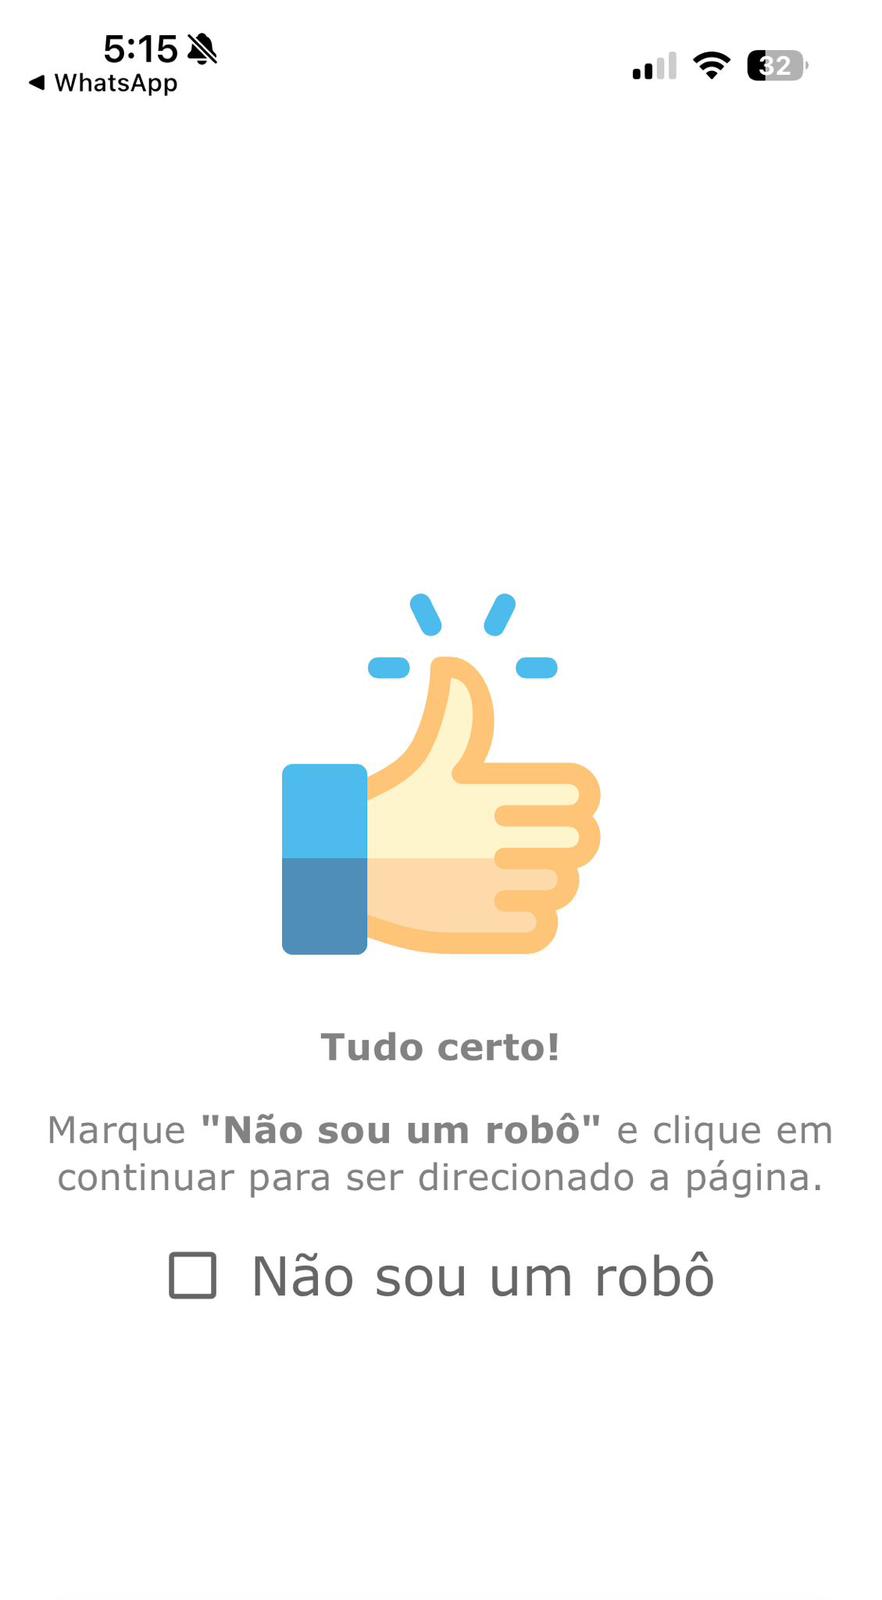 5:15
◀ WhatsApp
32
Tudo certo!
Marque "Não sou um robô" e clique em
continuar para ser direcionado a página.
Não sou um robô